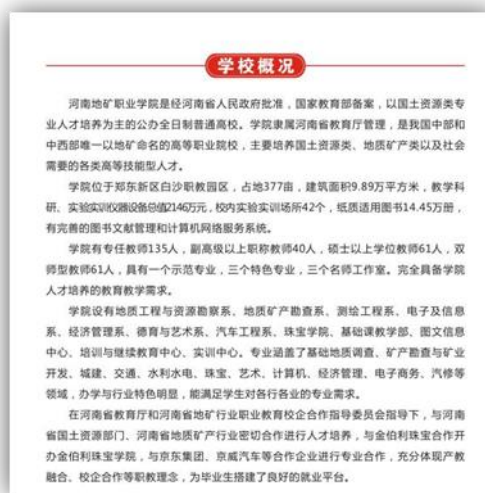 学校概况
河南地矿职业学院是经河南省人民政府批准，国家教育部备案，以国土资源类专
业人才培养为主的公办全日制普通高校。学院隶属河南省教育厅管理，是我国中部和
中西部唯一以地矿命名的高等职业院校，主要培养国土资源类、地质矿产类以及社会
需要的各类高等技能型人才。
学院位于郑东新区白沙职教园区，占地377亩，建筑面积9.89万平方米，教学科
研、实验实训仪器设备总值2146万元，校内实验实训场所42个，纸质适用图书14.45万册，
有完善的图书文献管理和计算机网络服务系统。
学院有专任教师135人，副高级以上职称教师40人，硕士以上学位教师61人，双
师型教师61人，具有一个示范专业，三个特色专业，三个名师工作室。完全具备学院
人才培养的教育教学需求。
学院设有地质工程与资源勘察系、地质矿产勘查系、测绘工程系、电子及信息
系、经济管理系、德育与艺术系、汽车工程系、珠宝学院、基础课教学部、图文信息
中心、培训与继续教育中心、实训中心。专业涵盖了基础地质调查、矿产勘查与矿业
开发、城建、交通、水利水电、珠宝、艺术、计算机、经济管理、电子商务、汽修等
领域，办学与行业特色明显，能满足学生对各行各业的专业需求。
在河南省教育厅和河南省地矿行业职业教育校企合作指导委员会指导下，与河南
省国土资源部门、河南省地质矿产行业密切合作进行人才培养，与金伯利珠宝合作开
办金伯利珠宝学院，与京东集团、京威汽车等合作企业进行专业合作，充分体现产教
融合、校企合作等职教理念，为毕业生搭建了良好的就业平台。